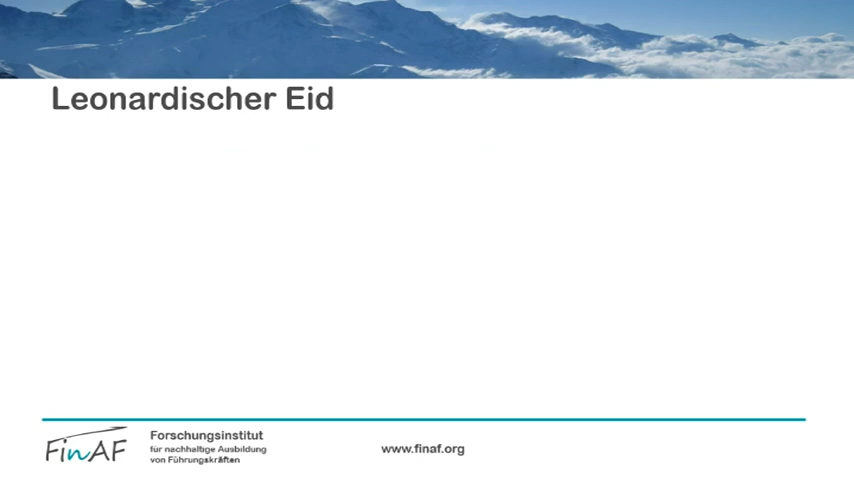 Leonardischer Eid
FinAF
Forschungsinstitut
für nachhaltige Ausbildung
von Führungskräften
www.finaf.org